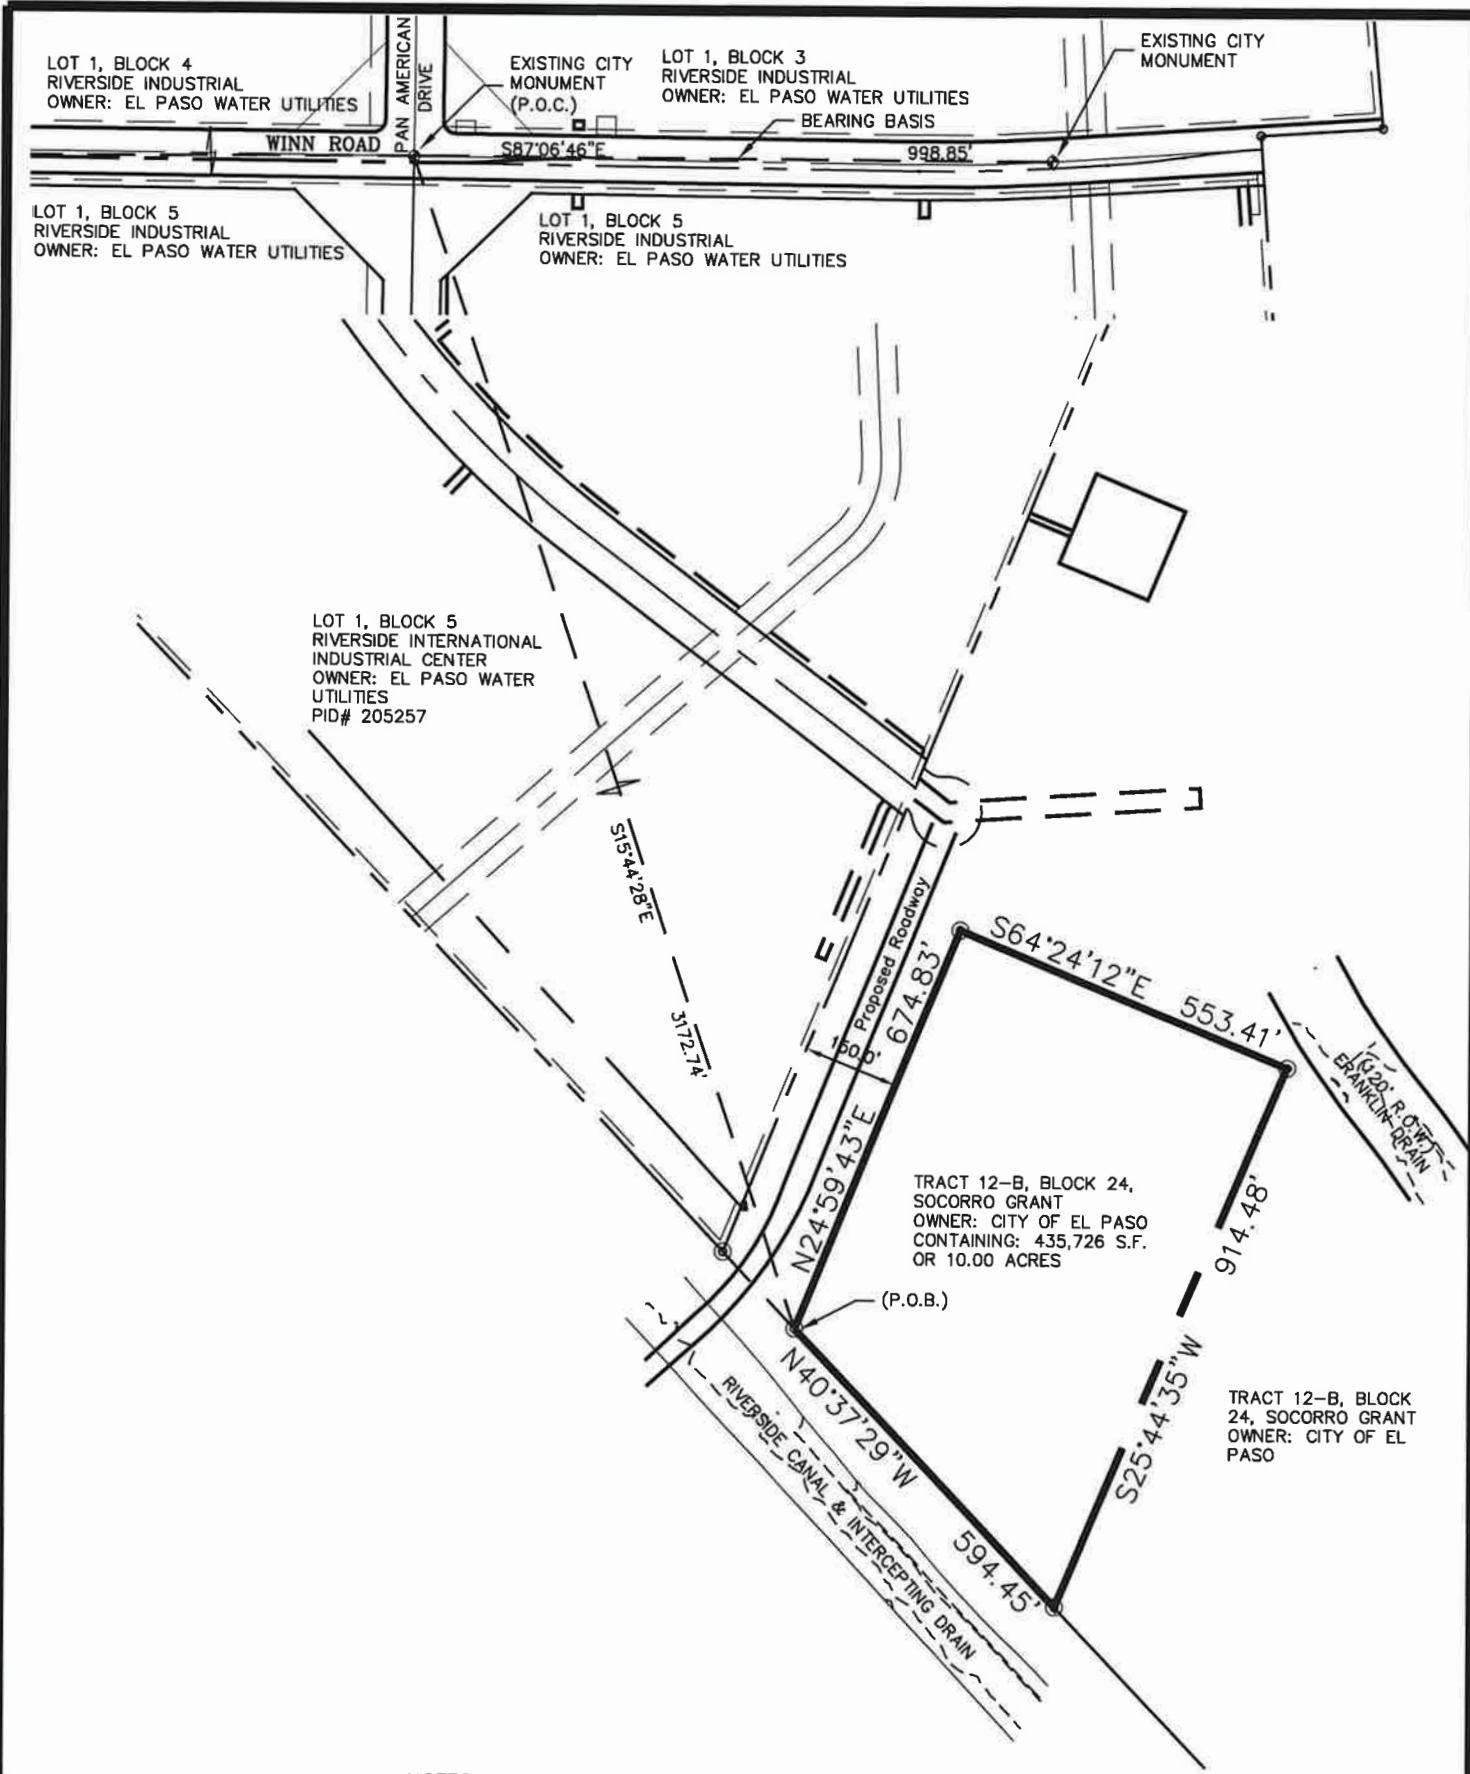 LOT 1, BLOCK 4
RIVERSIDE INDUSTRIAL
OWNER: EL PASO WATER UTILITIES
PAN AMERICAN
DRIVE
EXISTING CITY
MONUMENT
(P.O.C.)
LOT 1, BLOCK 3
RIVERSIDE INDUSTRIAL
OWNER: EL PASO WATER UTILITIES
BEARING BASIS
EXISTING CITY
MONUMENT
WINN ROAD
S87°06'46"E
998.85'
LOT 1, BLOCK 5
RIVERSIDE INDUSTRIAL
OWNER: EL PASO WATER UTILITIES
LOT 1, BLOCK 5
RIVERSIDE INDUSTRIAL
OWNER: EL PASO WATER UTILITIES
LOT 1, BLOCK 5
RIVERSIDE INTERNATIONAL
INDUSTRIAL CENTER
OWNER: EL PASO WATER
UTILITIES
PID# 205257
S15°44'28"E
3172.74'
Proposed Roadway
150.0'
N24°59'43"E 674.83'
S64°24'12"E 553.41'
(120' R.O.W.)
FRANKLIN DRAIN
TRACT 12-B, BLOCK 24,
SOCORRO GRANT
OWNER: CITY OF EL PASO
CONTAINING: 435,726 S.F.
OR 10.00 ACRES
(P.O.B.)
S25°44'35"W 914.48'
N40°37'29"W 594.45'
RIVERSIDE CANAL & INTERCEPTING DRAIN
TRACT 12-B, BLOCK
24, SOCORRO GRANT
OWNER: CITY OF EL
PASO